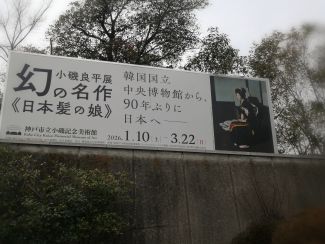 小磯良平展
幻の名作
《日本髪の娘》
韓国国立
中央博物館から、
90年ぶりに
日本へ──
神戸市立小磯記念美術館
2026. 1.10(土)→3.22(日)